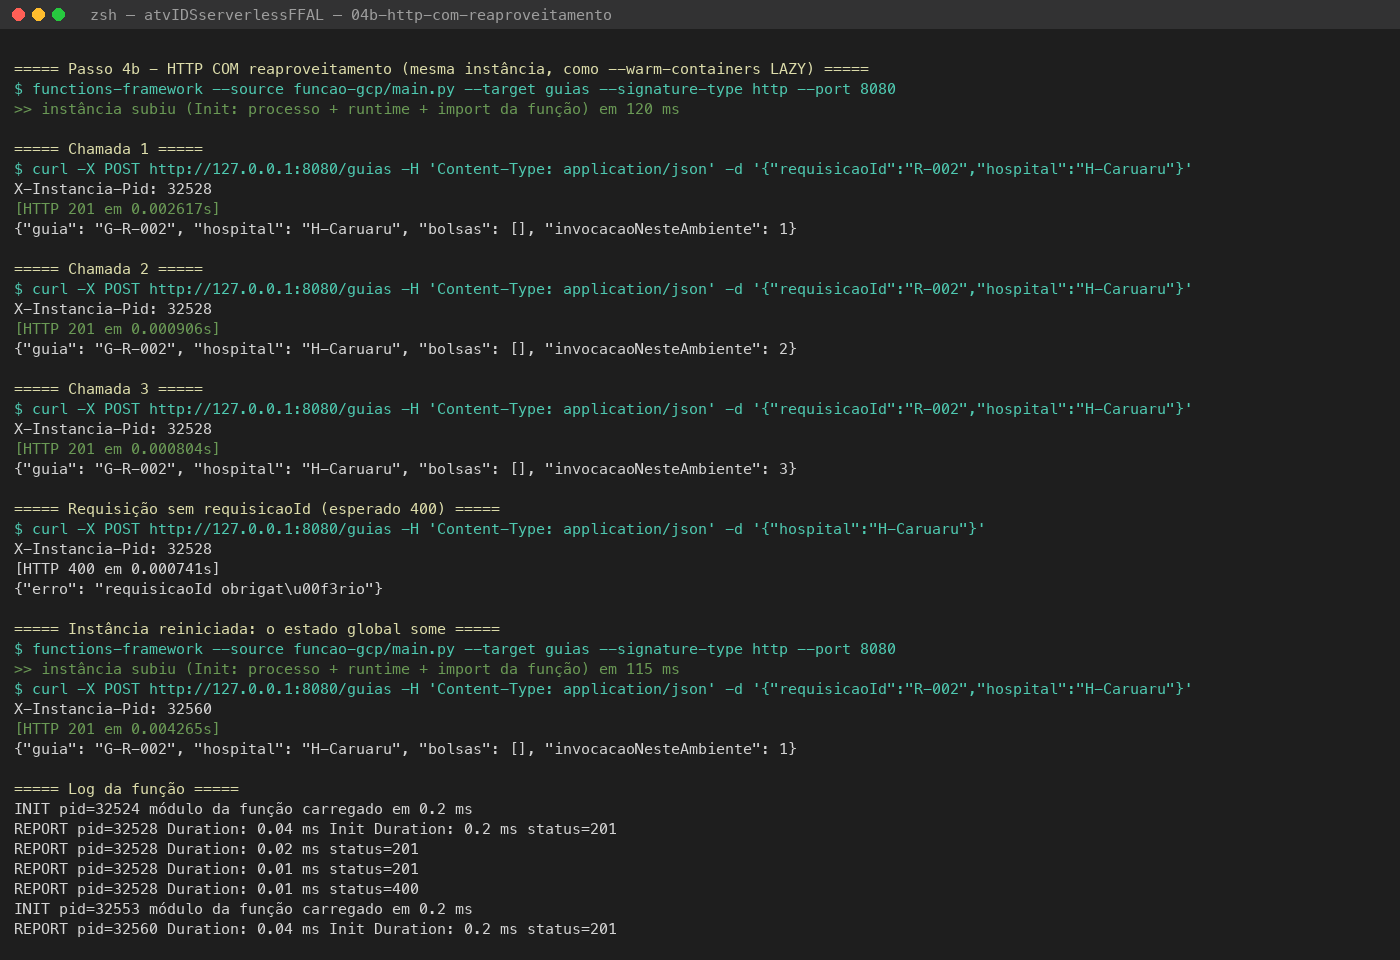 zsh — atvIDSserverlessFFAL — 04b-http-com-reaproveitamento
===== Passo 4b — HTTP COM reaproveitamento (mesma instância, como --warm-containers LAZY) =====
$ functions-framework --source funcao-gcp/main.py --target guias --signature-type http --port 8080
>> instância subiu (Init: processo + runtime + import da função) em 120 ms
===== Chamada 1 =====
$ curl -X POST http://127.0.0.1:8080/guias -H 'Content-Type: application/json' -d '{"requisicaoId":"R-002","hospital":"H-Caruaru"}'
X-Instancia-Pid: 32528
[HTTP 201 em 0.002617s]
{"guia": "G-R-002", "hospital": "H-Caruaru", "bolsas": [], "invocacaoNesteAmbiente": 1}
===== Chamada 2 =====
$ curl -X POST http://127.0.0.1:8080/guias -H 'Content-Type: application/json' -d '{"requisicaoId":"R-002","hospital":"H-Caruaru"}'
X-Instancia-Pid: 32528
[HTTP 201 em 0.000906s]
{"guia": "G-R-002", "hospital": "H-Caruaru", "bolsas": [], "invocacaoNesteAmbiente": 2}
===== Chamada 3 =====
$ curl -X POST http://127.0.0.1:8080/guias -H 'Content-Type: application/json' -d '{"requisicaoId":"R-002","hospital":"H-Caruaru"}'
X-Instancia-Pid: 32528
[HTTP 201 em 0.000804s]
{"guia": "G-R-002", "hospital": "H-Caruaru", "bolsas": [], "invocacaoNesteAmbiente": 3}
===== Requisição sem requisicaoId (esperado 400) =====
$ curl -X POST http://127.0.0.1:8080/guias -H 'Content-Type: application/json' -d '{"hospital":"H-Caruaru"}'
X-Instancia-Pid: 32528
[HTTP 400 em 0.000741s]
{"erro": "requisicaoId obrigat\u00f3rio"}
===== Instância reiniciada: o estado global some =====
$ functions-framework --source funcao-gcp/main.py --target guias --signature-type http --port 8080
>> instância subiu (Init: processo + runtime + import da função) em 115 ms
$ curl -X POST http://127.0.0.1:8080/guias -H 'Content-Type: application/json' -d '{"requisicaoId":"R-002","hospital":"H-Caruaru"}'
X-Instancia-Pid: 32560
[HTTP 201 em 0.004265s]
{"guia": "G-R-002", "hospital": "H-Caruaru", "bolsas": [], "invocacaoNesteAmbiente": 1}
===== Log da função =====
INIT pid=32524 módulo da função carregado em 0.2 ms
REPORT pid=32528 Duration: 0.04 ms Init Duration: 0.2 ms status=201
REPORT pid=32528 Duration: 0.02 ms status=201
REPORT pid=32528 Duration: 0.01 ms status=201
REPORT pid=32528 Duration: 0.01 ms status=400
INIT pid=32553 módulo da função carregado em 0.2 ms
REPORT pid=32560 Duration: 0.04 ms Init Duration: 0.2 ms status=201